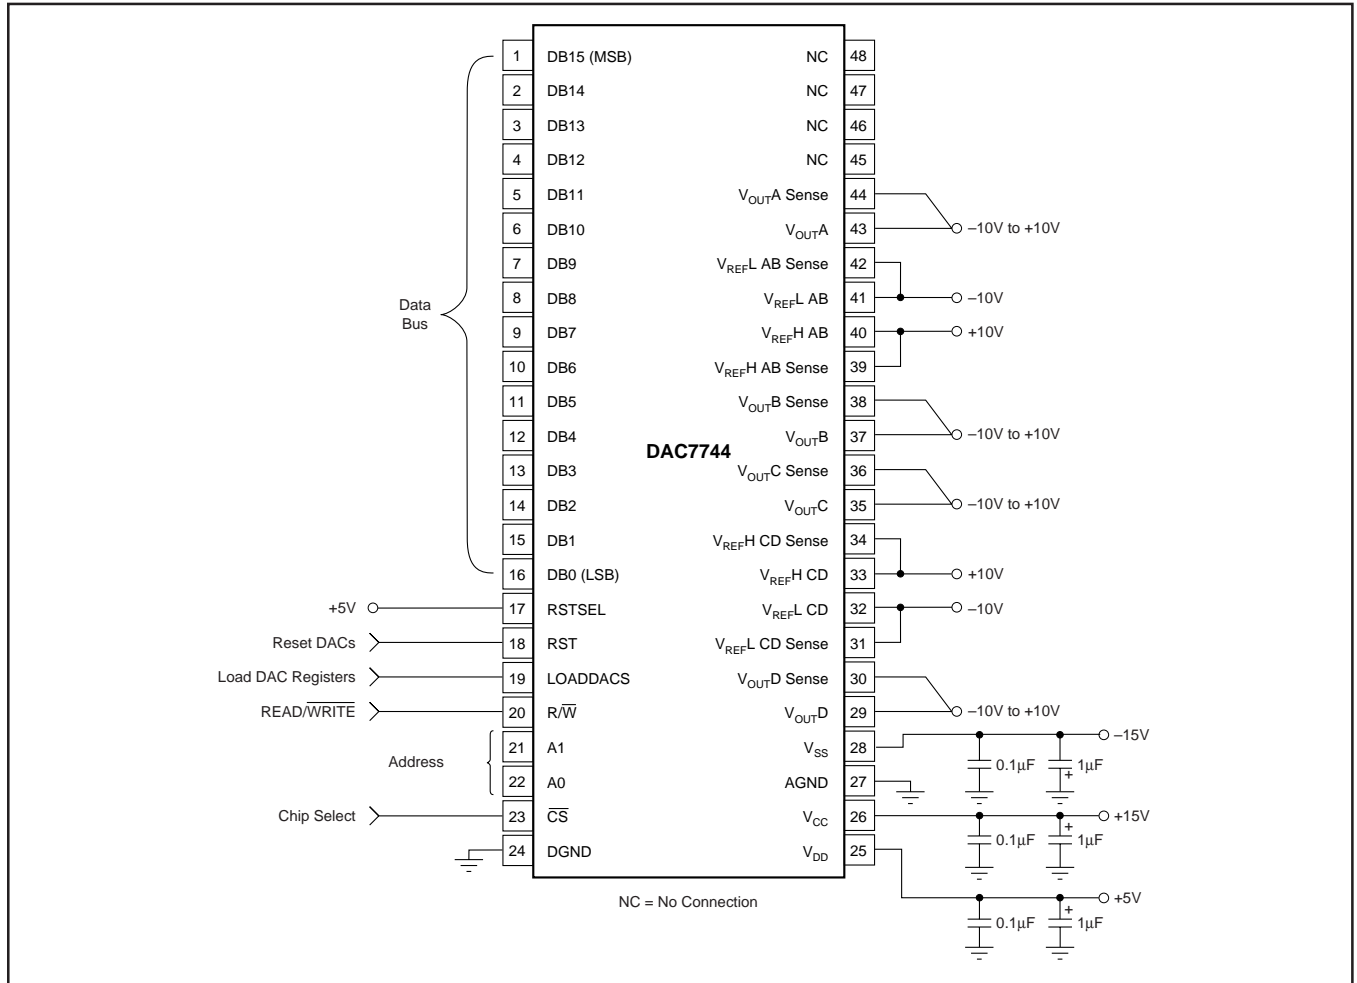 1 DB15 (MSB)
2 DB14
3 DB13
4 DB12
5 DB11
6 DB10
7 DB9
8 DB8
9 DB7
10 DB6
11 DB5
12 DB4
13 DB3
14 DB2
15 DB1
16 DB0 (LSB)
Data
Bus
+5V 17 RSTSEL
Reset DACs 18 RST
Load DAC Registers 19 LOADDACS
READ/W̅R̅I̅T̅E̅ 20 R/W̅
21 A1
Address
22 A0
Chip Select 23 C̅S̅
24 DGND
DAC7744
NC 48
NC 47
NC 46
NC 45
VOUTA Sense 44
VOUTA 43 –10V to +10V
VREFL AB Sense 42
VREFL AB 41 –10V
VREFH AB 40 +10V
VREFH AB Sense 39
VOUTB Sense 38
VOUTB 37 –10V to +10V
VOUTC Sense 36
VOUTC 35 –10V to +10V
VREFH CD Sense 34
VREFH CD 33 +10V
VREFL CD 32 –10V
VREFL CD Sense 31
VOUTD Sense 30
VOUTD 29 –10V to +10V
VSS 28 –15V
0.1µF 1µF +
AGND 27
VCC 26 +15V
0.1µF + 1µF
VDD 25
+5V
0.1µF + 1µF
NC = No Connection